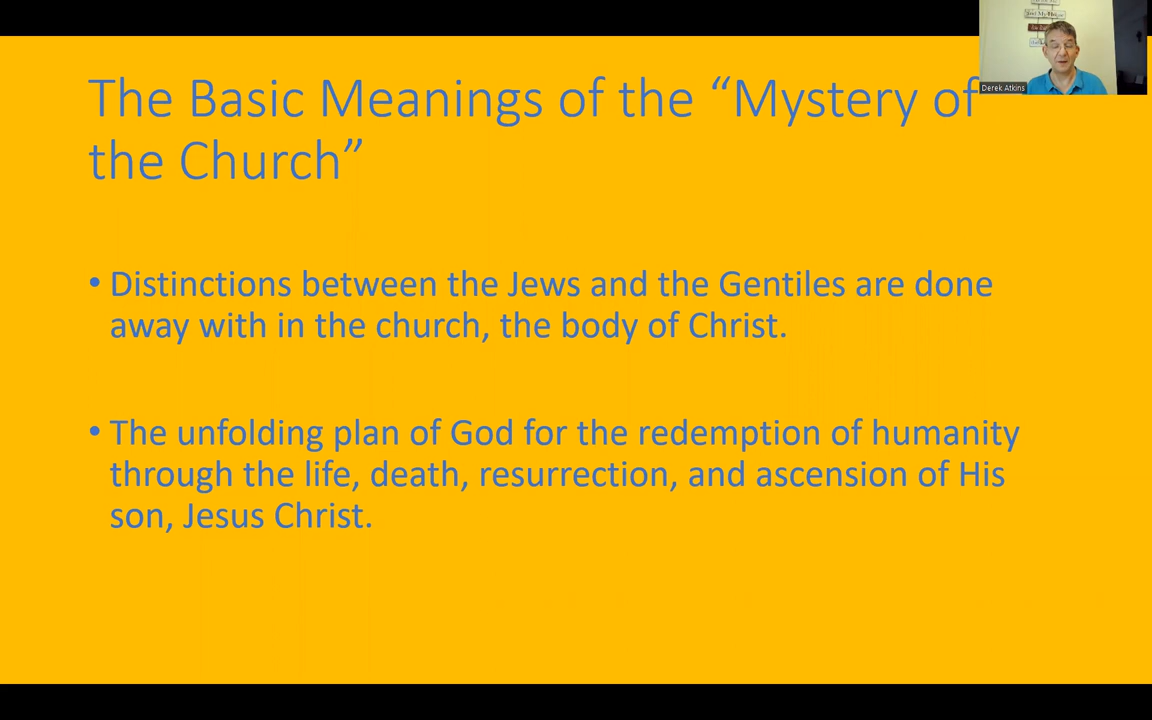 The Basic Meanings of the “Mystery of
the Church”
• Distinctions between the Jews and the Gentiles are done
away with in the church, the body of Christ.
• The unfolding plan of God for the redemption of humanity
through the life, death, resurrection, and ascension of His
son, Jesus Christ.
Derek Atkins